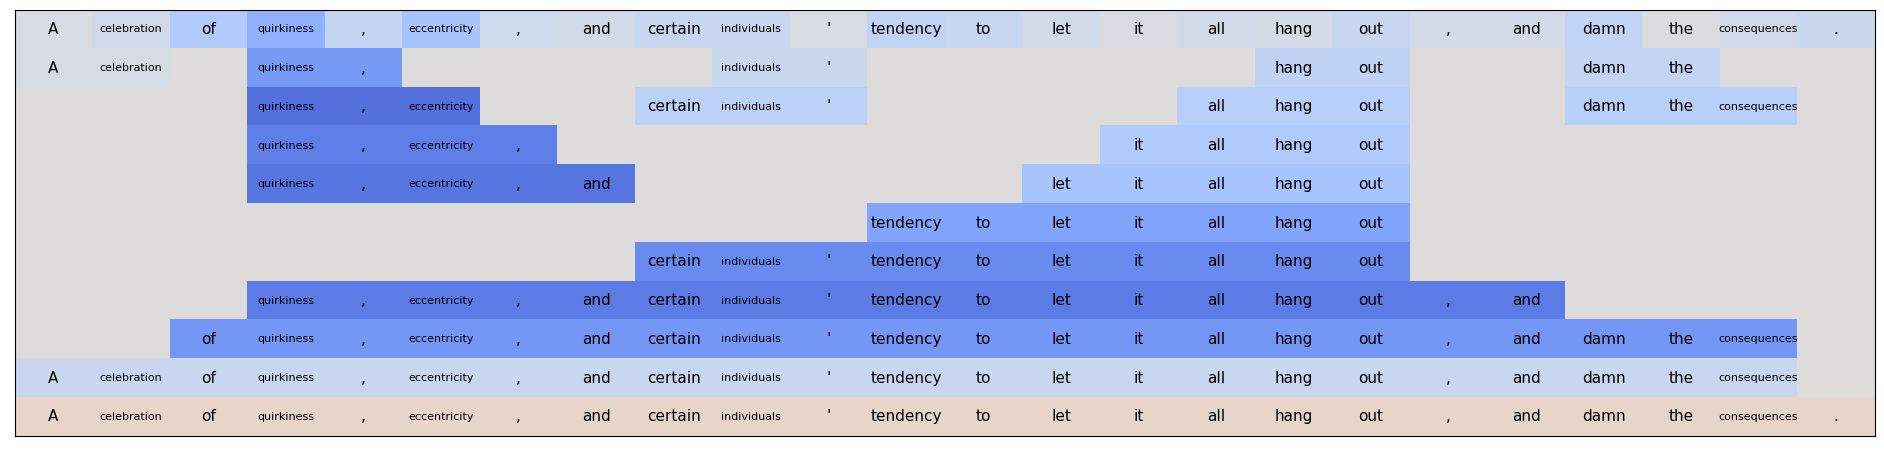 A celebration of quirkiness , eccentricity , and certain individuals ' tendency to let it all hang out , and damn the consequences .
A celebration quirkiness , individuals ' hang out damn the
quirkiness , eccentricity certain individuals ' all hang out damn the consequences
quirkiness , eccentricity , it all hang out
quirkiness , eccentricity , and let it all hang out
tendency to let it all hang out
certain individuals ' tendency to let it all hang out
quirkiness , eccentricity , and certain individuals ' tendency to let it all hang out , and
of quirkiness , eccentricity , and certain individuals ' tendency to let it all hang out , and damn the consequences
A celebration of quirkiness , eccentricity , and certain individuals ' tendency to let it all hang out , and damn the consequences
A celebration of quirkiness , eccentricity , and certain individuals ' tendency to let it all hang out , and damn the consequences .